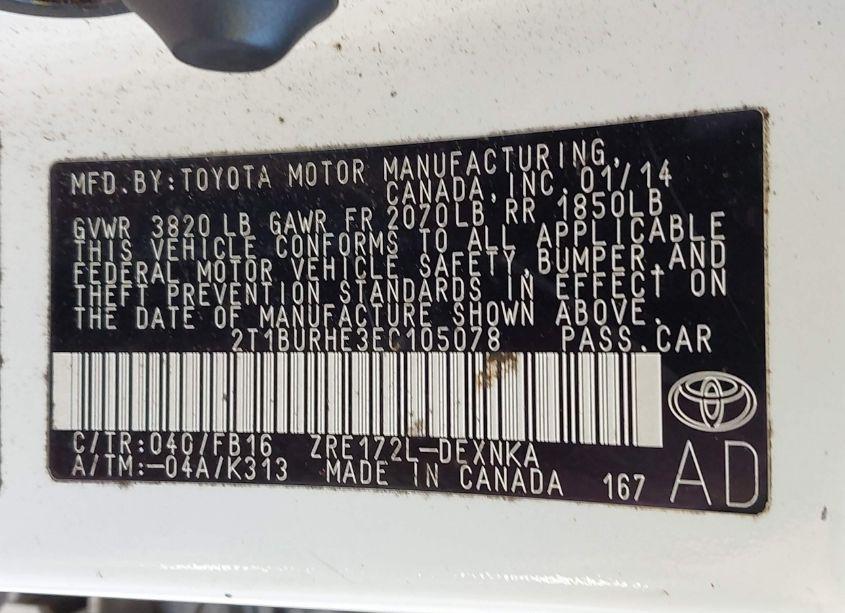 MFD.BY:TOYOTA MOTOR MANUFACTURING,
CANADA,INC. 01/14
GVWR 3820 LB GAWR FR 2070LB RR 1850LB
THIS VEHICLE CONFORMS TO ALL APPLICABLE
FEDERAL MOTOR VEHICLE SAFETY,BUMPER,AND
THEFT PREVENTION STANDARDS IN EFFECT ON
THE DATE OF MANUFACTURE SHOWN ABOVE.
2T1BURHE3EC105078 PASS.CAR
C/TR:040/FB16 ZRE172L-DEXNKA
A/TM:-04A/K313 MADE IN CANADA 167 AD